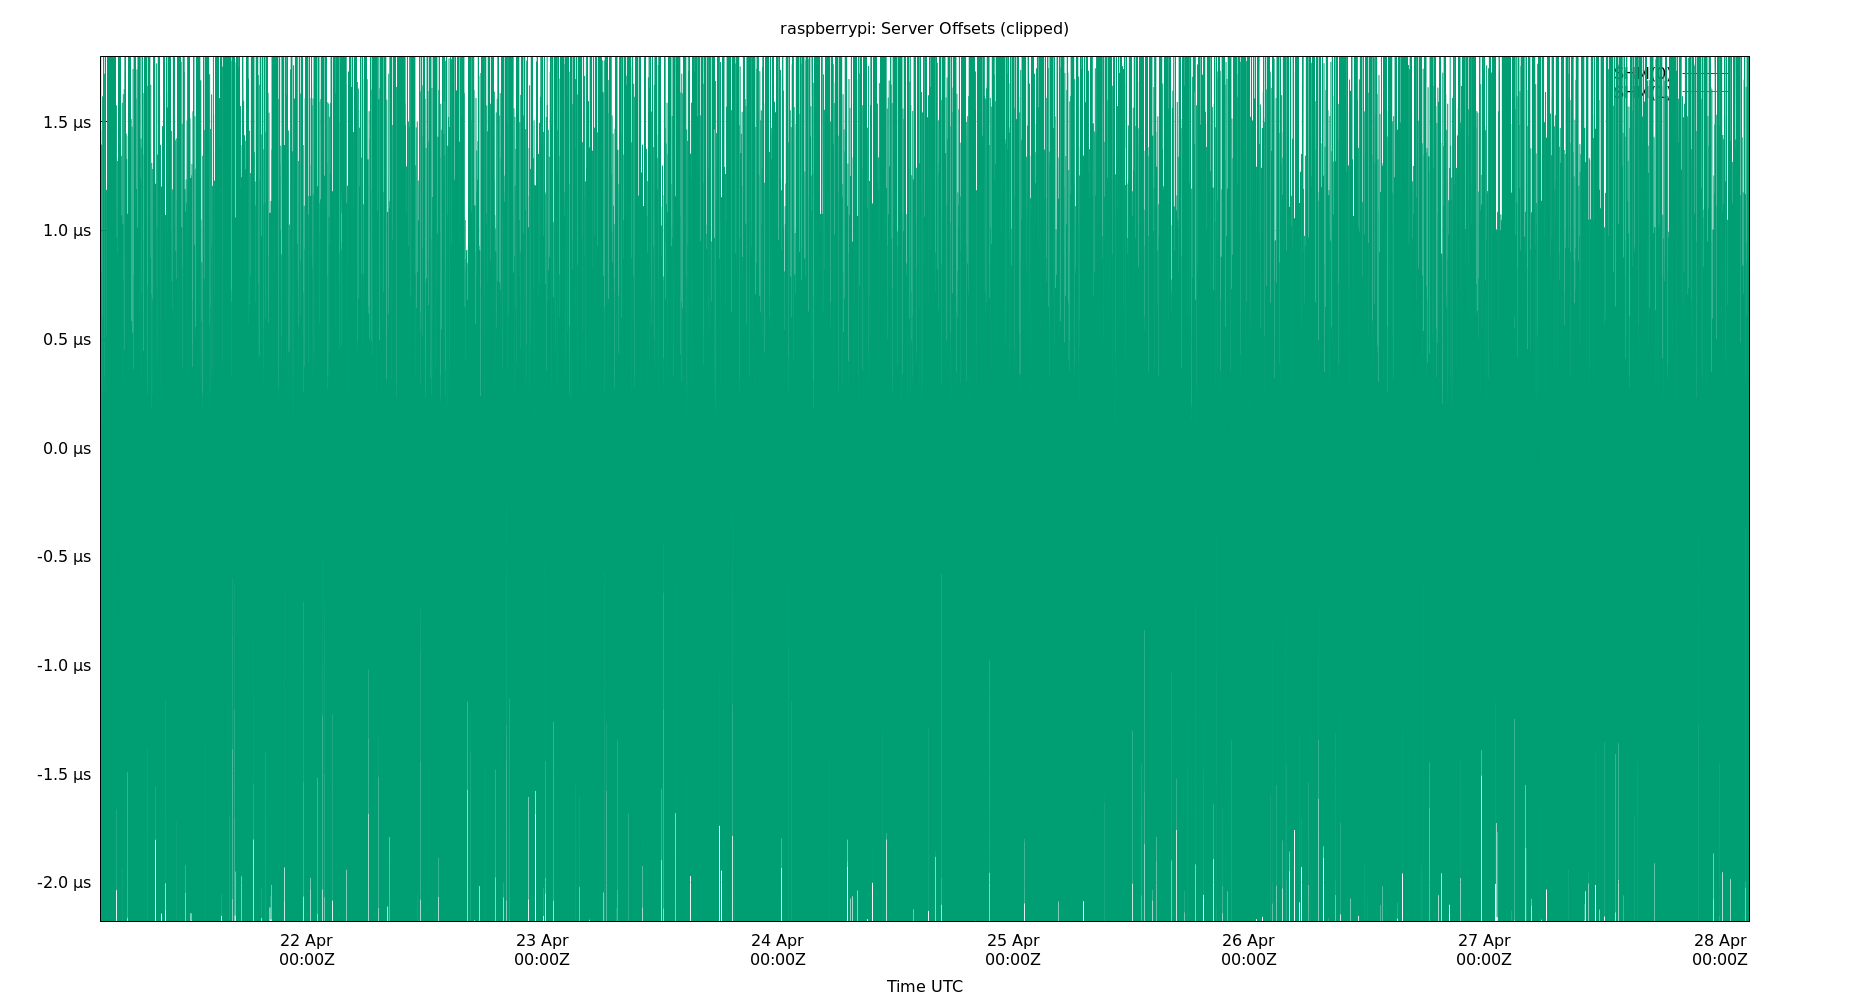 raspberrypi: Server Offsets (clipped)
SHM(0)
1.5 µs
1.0 µs
0.5 µs
0.0 µs
-0.5 µs
-1.0 µs
-1.5 µs
-2.0 µs
22 Apr 23 Apr 24 Apr 25 Apr 26 Apr 27 Apr 28 Apr
00:00Z 00:00Z 00:00Z 00:00Z 00:00Z 00:00Z 00:00Z
Time UTC